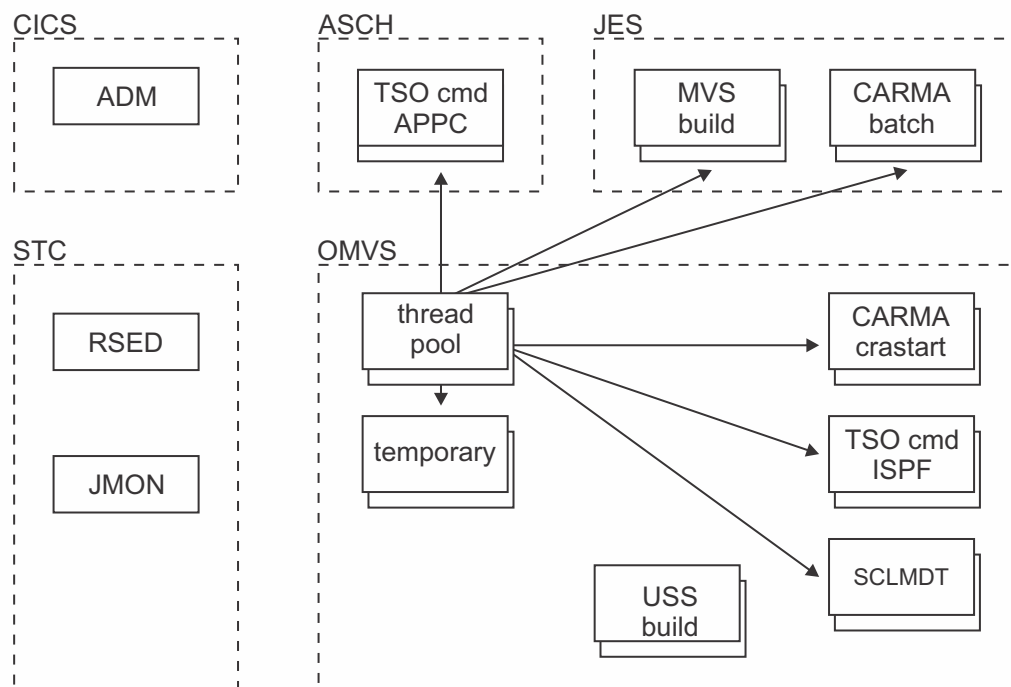 CICS
ADM
ASCH
TSO cmd
APPC
JES
MVS
build
CARMA
batch
STC
RSED
JMON
OMVS
thread
pool
temporary
USS
build
CARMA
crastart
TSO cmd
ISPF
SCLMDT